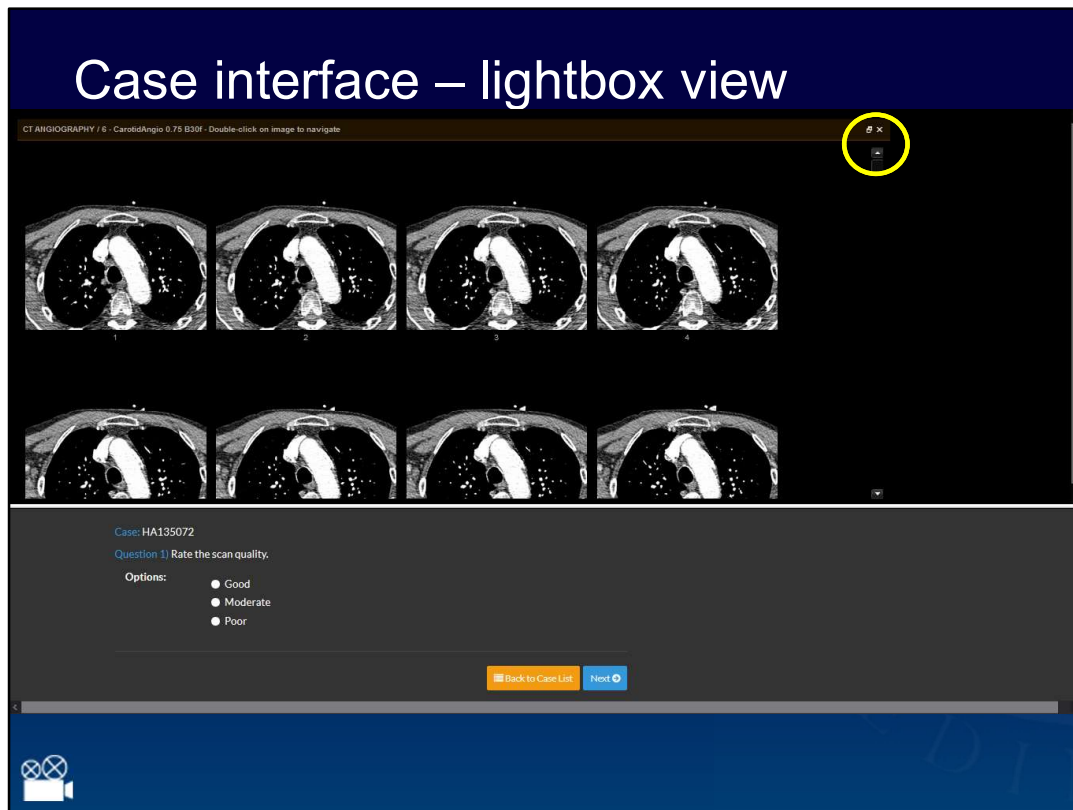 Case interface – lightbox view
CT ANGIOGRAPHY / 6 - CarotidAngio 0.75 B30f - Double-click on image to navigate
1 2 3 4
Case: HA135072
Question 1) Rate the scan quality.
Options:
Good
Moderate
Poor
Back to Case List Next
E D I